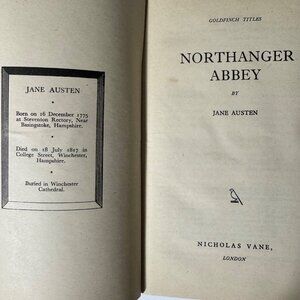 JANE AUSTEN
Born on 16 December 1775
at Steventon Rectory, Near
Basingstoke, Hampshire.
Died on 18 July 1817 in
College Street, Winchester,
Hampshire.
Buried in Winchester
Cathedral.
GOLDFINCH TITLES
NORTHANGER
ABBEY
BY
JANE AUSTEN
NICHOLAS VANE,
LONDON